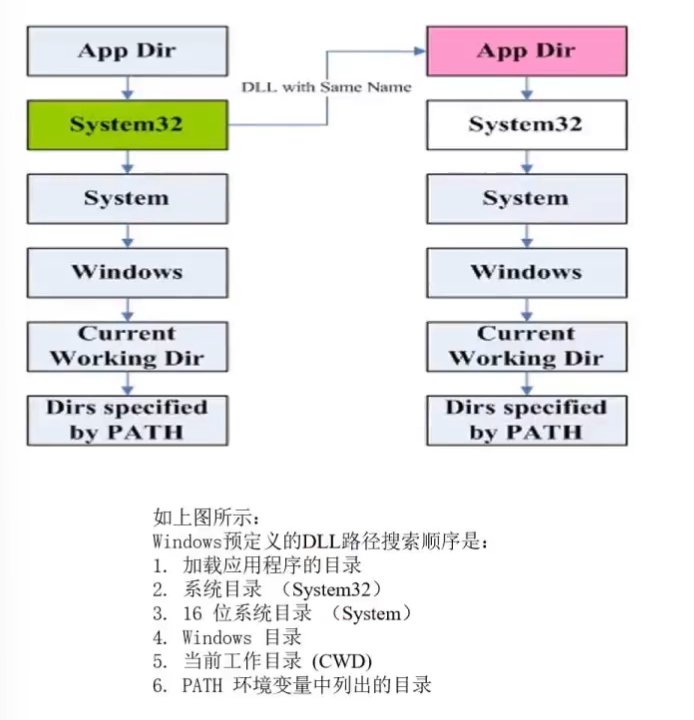 App Dir
System32
System
Windows
Current
Working Dir
Dirs specified
by PATH
DLL with Same Name
App Dir
System32
System
Windows
Current
Working Dir
Dirs specified
by PATH
如上图所示：
Windows预定义的DLL路径搜索顺序是：
1. 加载应用程序的目录
2. 系统目录 （System32）
3. 16 位系统目录 （System）
4. Windows 目录
5. 当前工作目录 (CWD)
6. PATH 环境变量中列出的目录